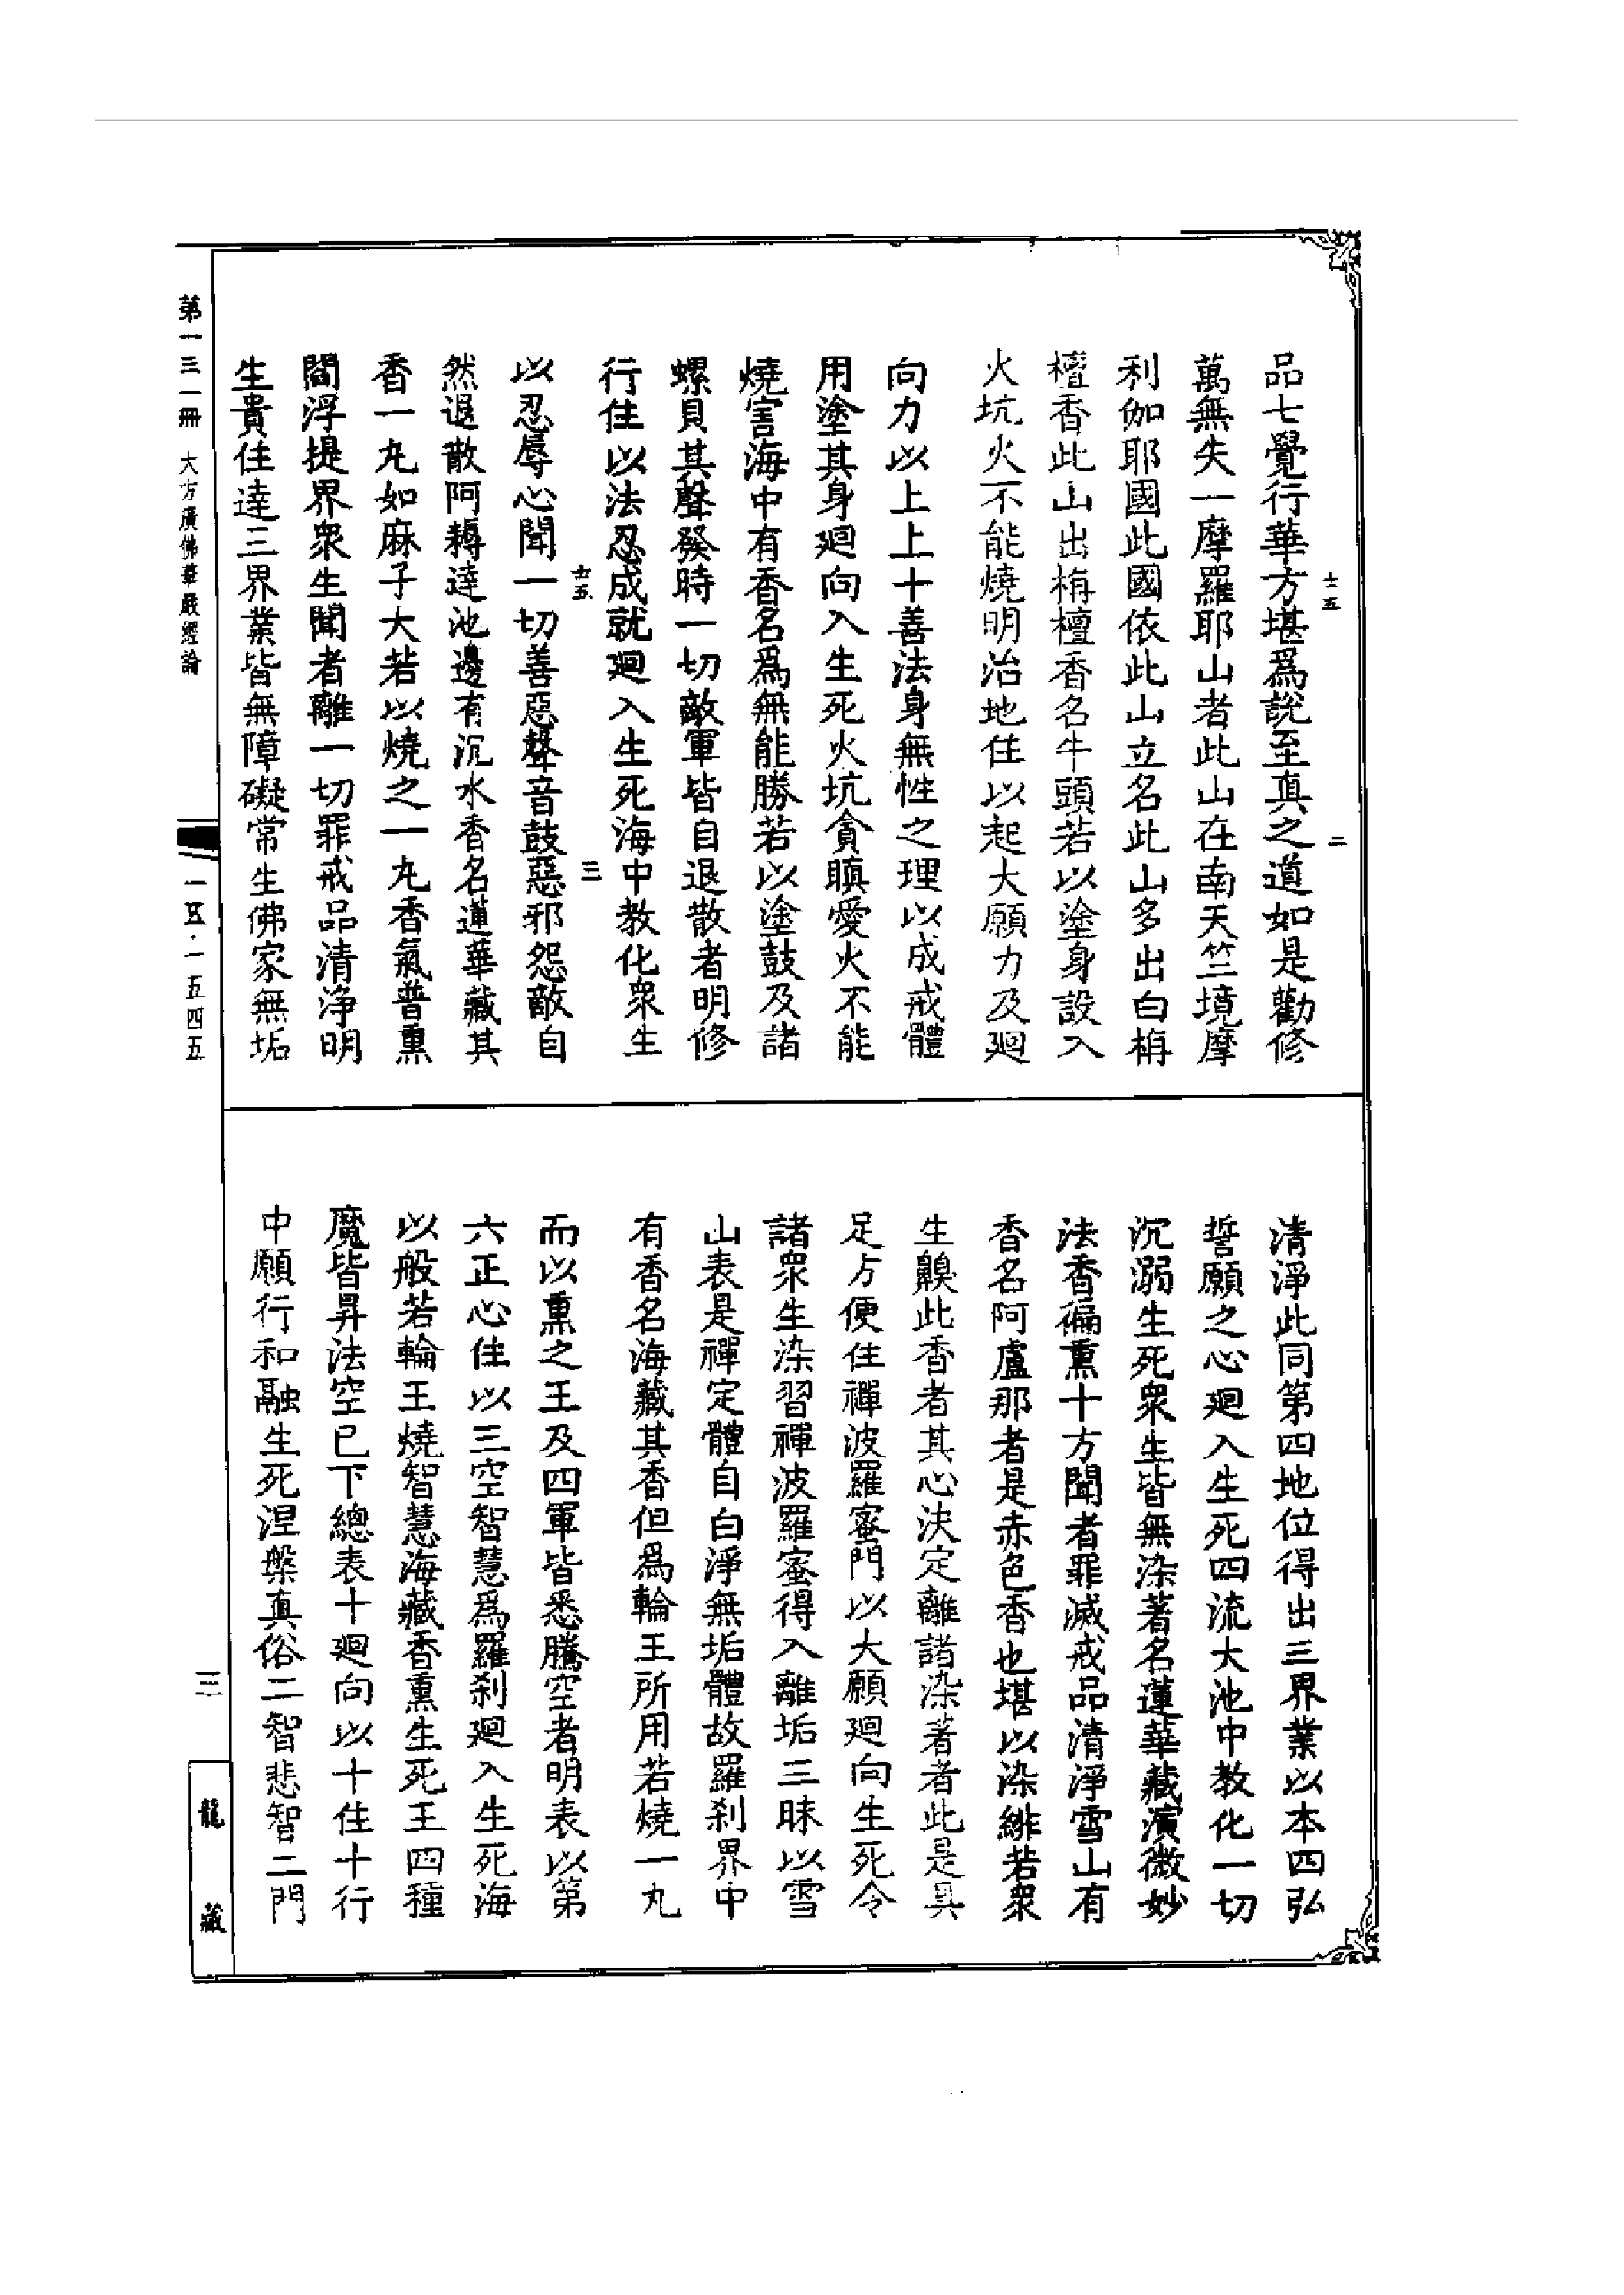 品七覺行華方堪爲說至真之道如是勸修
萬無失一摩羅耶山者此山在南天竺境摩
利伽耶國此國依此山立名此山多出白栴
檀香此山出栴檀香名牛頭若以塗身設入
火坑火不能燒明治地住以起大願力及廻
向力以上上十善法身無性之理以成戒體
用塗其身廻向入生死火坑貪瞋愛火不能
燒害海中有香名爲無能勝若以塗鼓及諸
螺貝其聲發時一切敵軍皆自退散者明修
行住以法忍成就廻入生死海中教化衆生
以忍辱心聞一切善惡聲音鼓惡邪怨敵自
然退散阿耨達池邊有沉水香名蓮華藏其
香一丸如麻子大若以燒之一丸香氣普熏
閻浮提界衆生聞者離一切罪戒品清淨明
生貴住達三界業皆無障礙常生佛家無垢
清淨此同第四地位得出三界業以本四弘
誓願之心廻入生死四流大池中教化一切
沉溺生死衆生皆無染著名蓮華藏演微妙
法香徧熏十方聞者罪滅戒品清淨雪山有
香名阿盧那者是赤色香也堪以染緋若衆
生齅此香者其心決定離諸染著者此是具
足方便住禪波羅蜜門以大願廻向生死令
諸衆生染習禪波羅蜜得入離垢三昧以雪
山表是禪定體自白淨無垢體故羅刹界中
有香名海藏其香但爲輪王所用若燒一丸
而以熏之王及四軍皆悉騰空者明表以第
六正心住以三空智慧爲羅刹廻入生死海
以般若輪王燒智慧海藏香熏生死王四種
魔皆昇法空已下總表十廻向以十住十行
中願行和融生死涅槃真俗二智悲智二門
十五
二
十五
三
第一三一冊 大方廣佛華嚴經論
一五·一五四五
三
龍藏